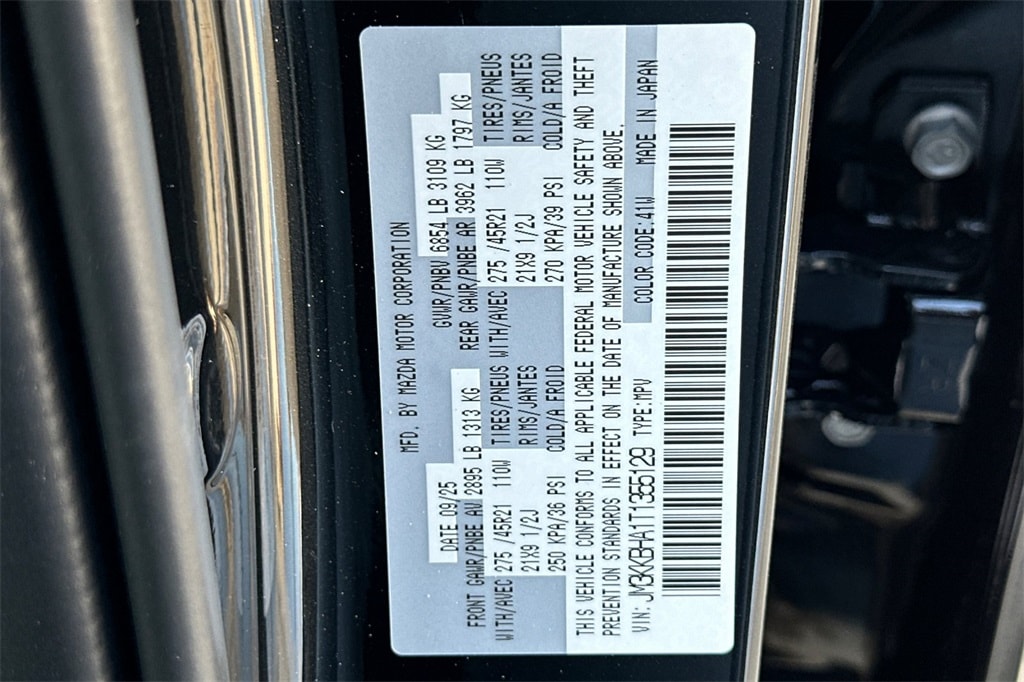 MFD. BY MAZDA MOTOR CORPORATION
DATE 09/25 GVWR/PNBV 6854 LB 3109 KG
FRONT GAWR/PNBE AV 2895 LB 1313 KG REAR GAWR/PNBE AR 3962 LB 1797 KG
WITH/AVEC 275 /45R21 110W TIRES/PNEUS WITH/AVEC 275 /45R21 110W TIRES/PNEUS
21X9 1/2J RIMS/JANTES 21X9 1/2J RIMS/JANTES
250 KPA/36 PSI COLD/A FROID 270 KPA/39 PSI COLD/A FROID
THIS VEHICLE CONFORMS TO ALL APPLICABLE FEDERAL MOTOR VEHICLE SAFETY AND THEFT
PREVENTION STANDARDS IN EFFECT ON THE DATE OF MANUFACTURE SHOWN ABOVE.
VIN: JM3KKBHA1T1365129 TYPE:MPV COLOR CODE:41W MADE IN JAPAN